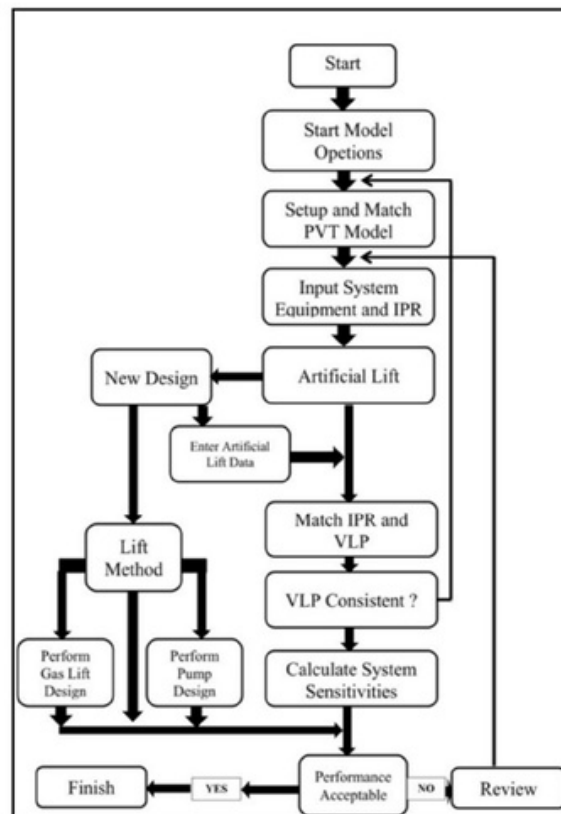 Start
Start Model
Opetions
Setup and Match
PVT Model
Input System
Equipment and IPR
New Design
Artificial Lift
Enter Artificial
Lift Data
Match IPR and
VLP
Lift
Method
VLP Consistent ?
Perform
Gas Lift
Design
Perform
Pump
Design
Calculate System
Sensitivities
Finish
YES
Performance
Acceptable
NO
Review